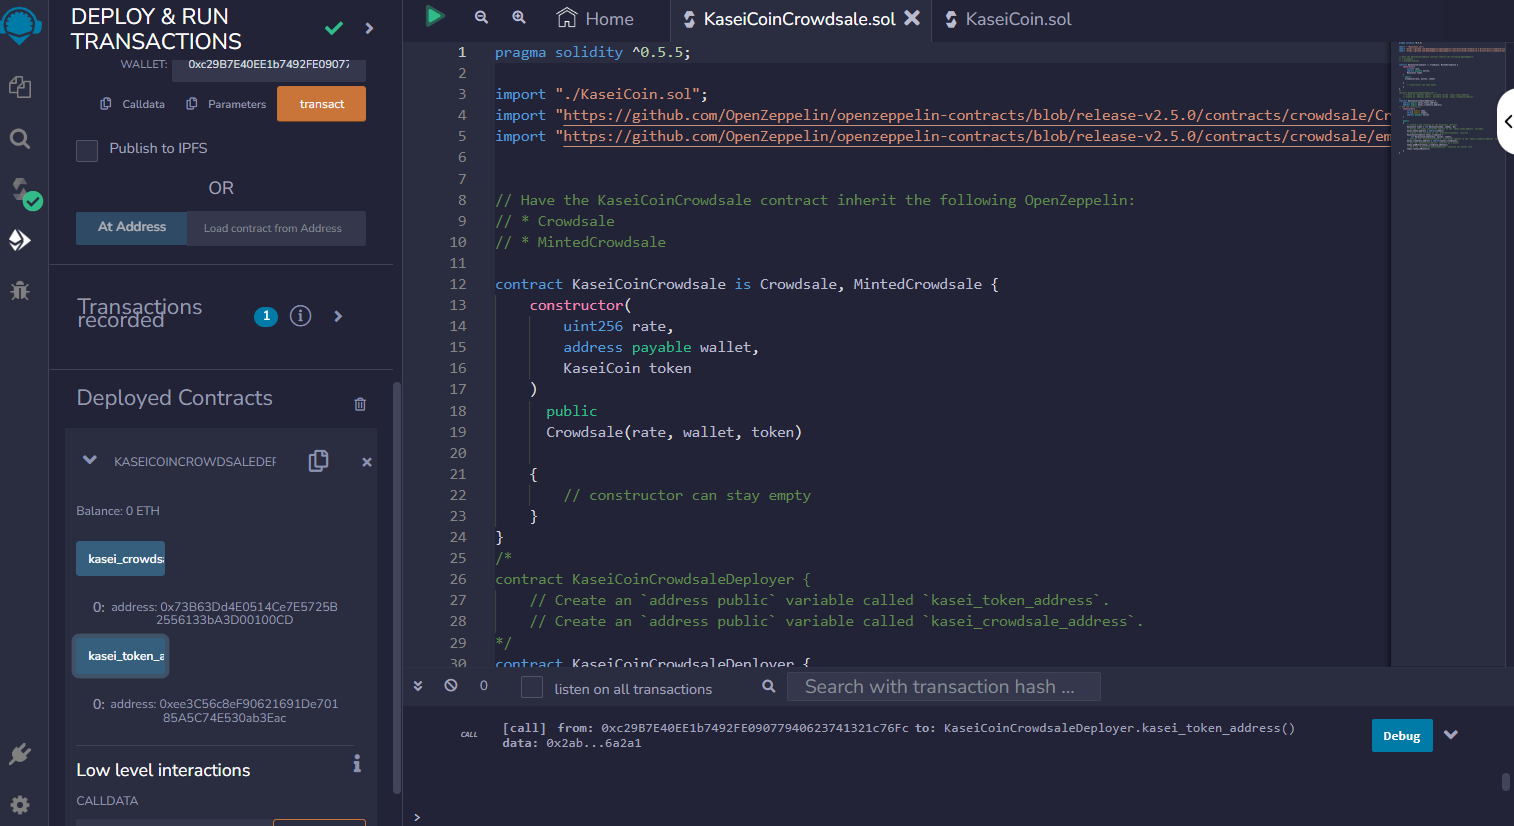 DEPLOY & RUN
TRANSACTIONS
WALLET: 0xc29B7E40EE1b7492FE09077
Calldata Parameters transact
Publish to IPFS
OR
At Address Load contract from Address
Transactions
recorded
1
Deployed Contracts
KASEICOINCROWDSALEDEF
Balance: 0 ETH
kasei_crowdsa
0: address: 0x73B63Dd4E0514Ce7E5725B
2556133bA3D00100CD
kasei_token_a
0: address: 0xee3C56c8eF90621691De701
85A5C74E530ab3Eac
Low level interactions
CALLDATA
Home KaseiCoinCrowdsale.sol KaseiCoin.sol
1 pragma solidity ^0.5.5;
2
3 import "./KaseiCoin.sol";
4 import "https://github.com/OpenZeppelin/openzeppelin-contracts/blob/release-v2.5.0/contracts/crowdsale/Cr
5 import "https://github.com/OpenZeppelin/openzeppelin-contracts/blob/release-v2.5.0/contracts/crowdsale/em
6
7
8 // Have the KaseiCoinCrowdsale contract inherit the following OpenZeppelin:
9 // * Crowdsale
10 // * MintedCrowdsale
11
12 contract KaseiCoinCrowdsale is Crowdsale, MintedCrowdsale {
13 constructor(
14 uint256 rate,
15 address payable wallet,
16 KaseiCoin token
17 )
18 public
19 Crowdsale(rate, wallet, token)
20
21 {
22 // constructor can stay empty
23 }
24 }
25 /*
26 contract KaseiCoinCrowdsaleDeployer {
27 // Create an `address public` variable called `kasei_token_address`.
28 // Create an `address public` variable called `kasei_crowdsale_address`.
29 */
30 contract KaseiCoinCrowdsaleDeployer {
0 listen on all transactions Search with transaction hash ...
CALL [call] from: 0xc29B7E40EE1b7492FE09077940623741321c76Fc to: KaseiCoinCrowdsaleDeployer.kasei_token_address()
data: 0x2ab...6a2a1
Debug
>